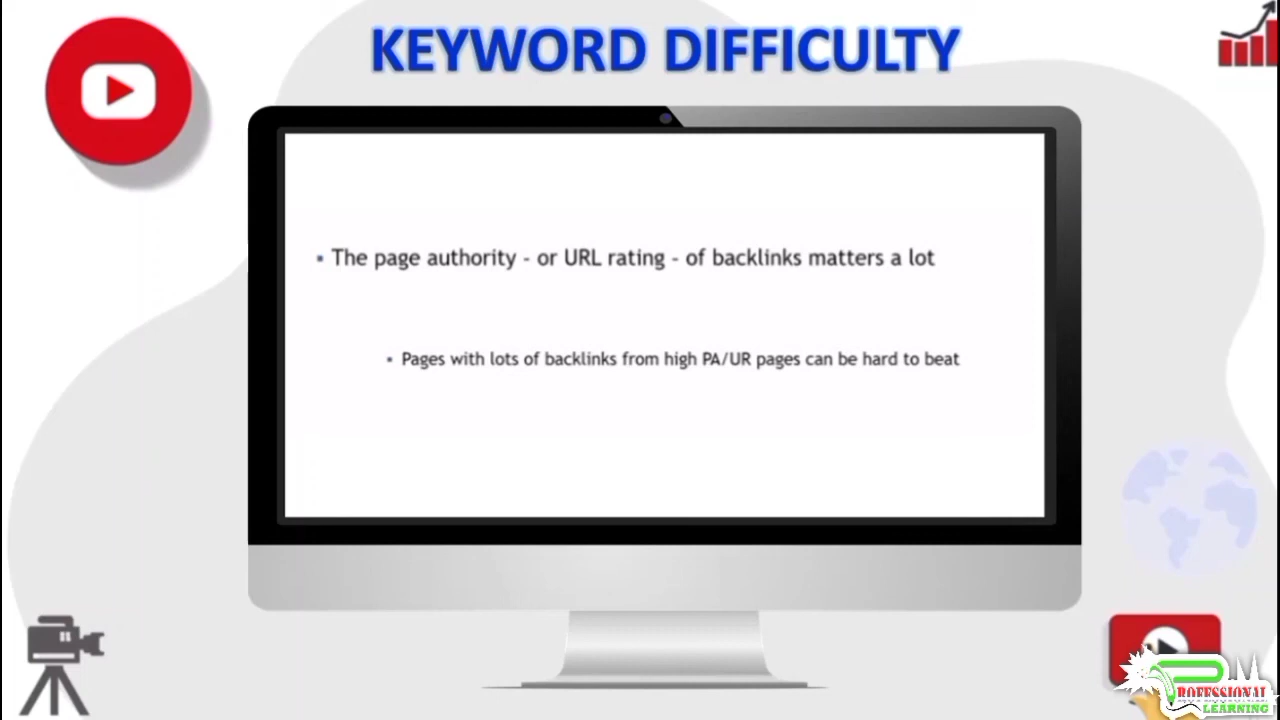 KEYWORD DIFFICULTY
▪ The page authority - or URL rating - of backlinks matters a lot
▪ Pages with lots of backlinks from high PA/UR pages can be hard to beat
PROFESSIONAL
LEARNING